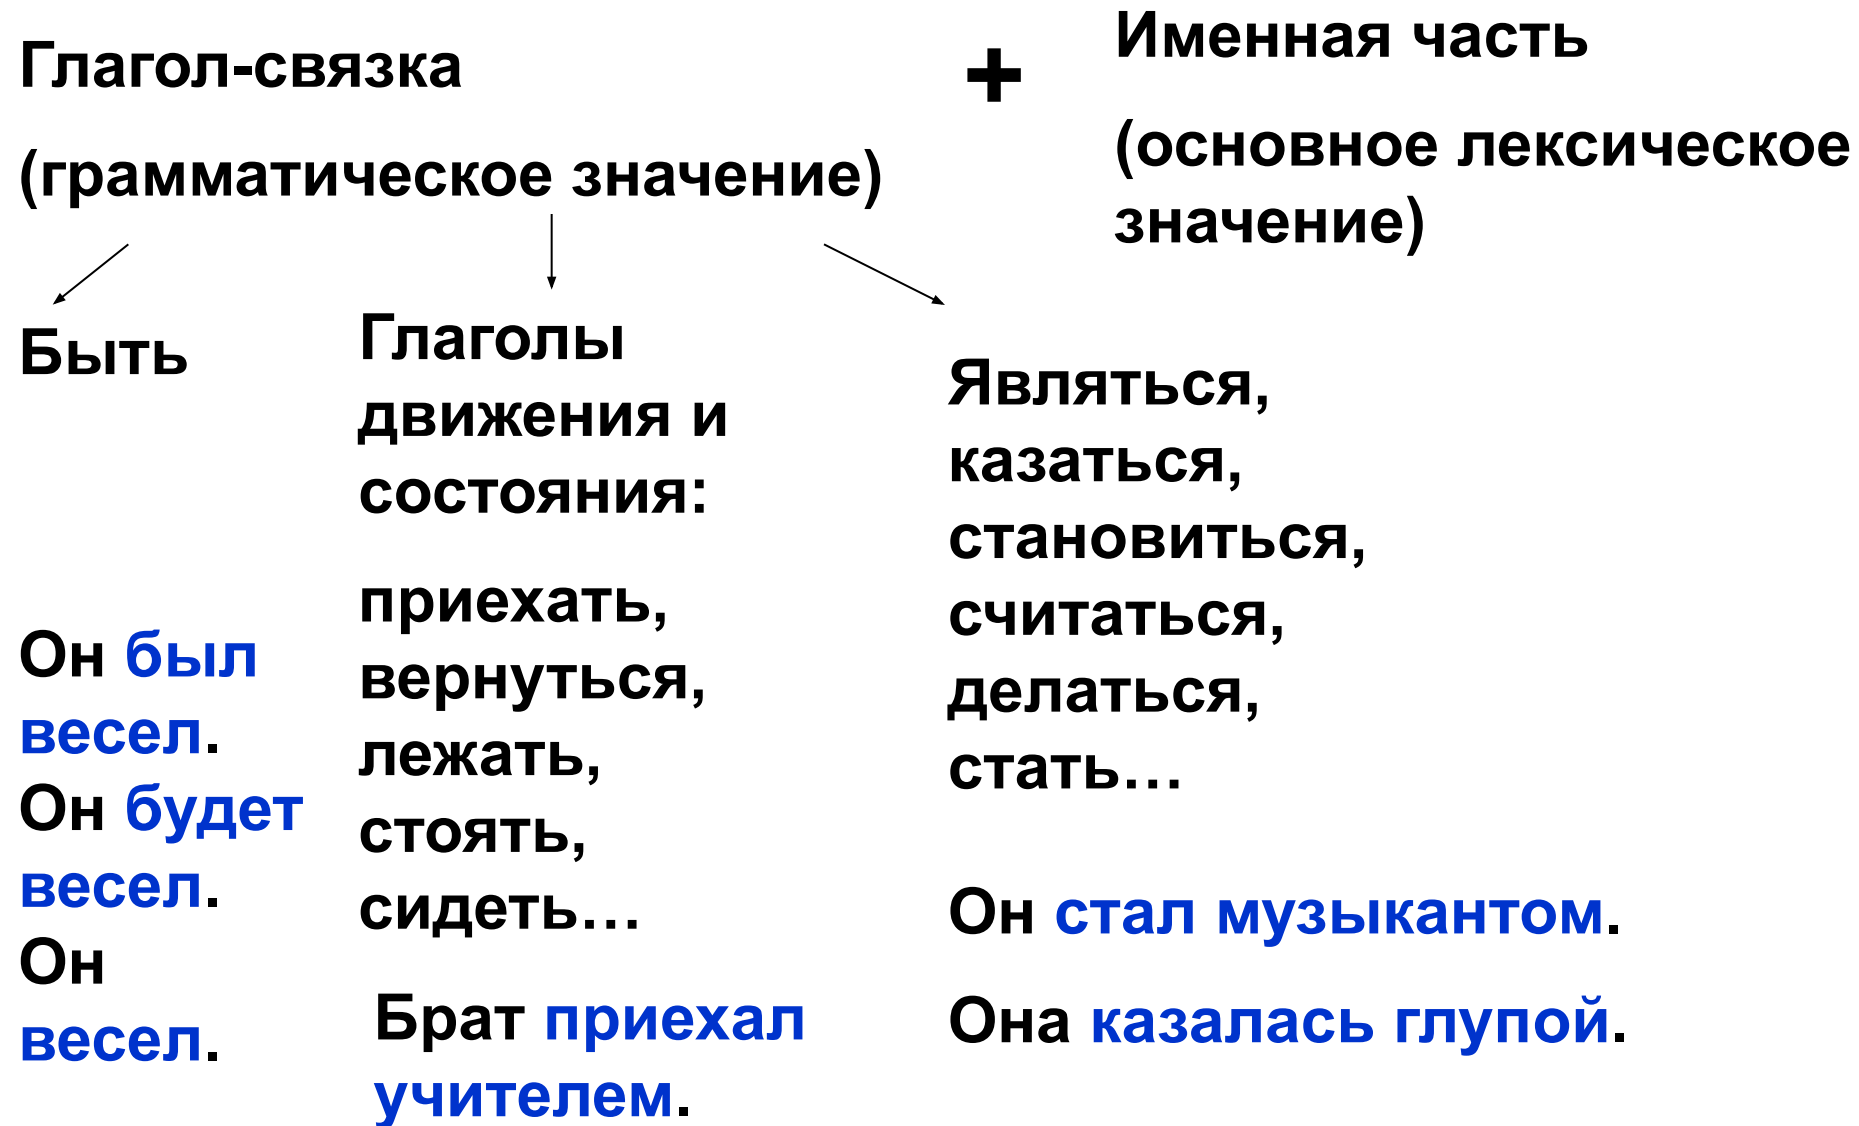 Глагол-связка
(грамматическое значение)
+
Именная часть
(основное лексическое
значение)
Быть
Он был
весел.
Он будет
весел.
Он
весел.
Глаголы
движения и
состояния:
приехать,
вернуться,
лежать,
стоять,
сидеть…
Брат приехал
учителем.
Являться,
казаться,
становиться,
считаться,
делаться,
стать…
Он стал музыкантом.
Она казалась глупой.